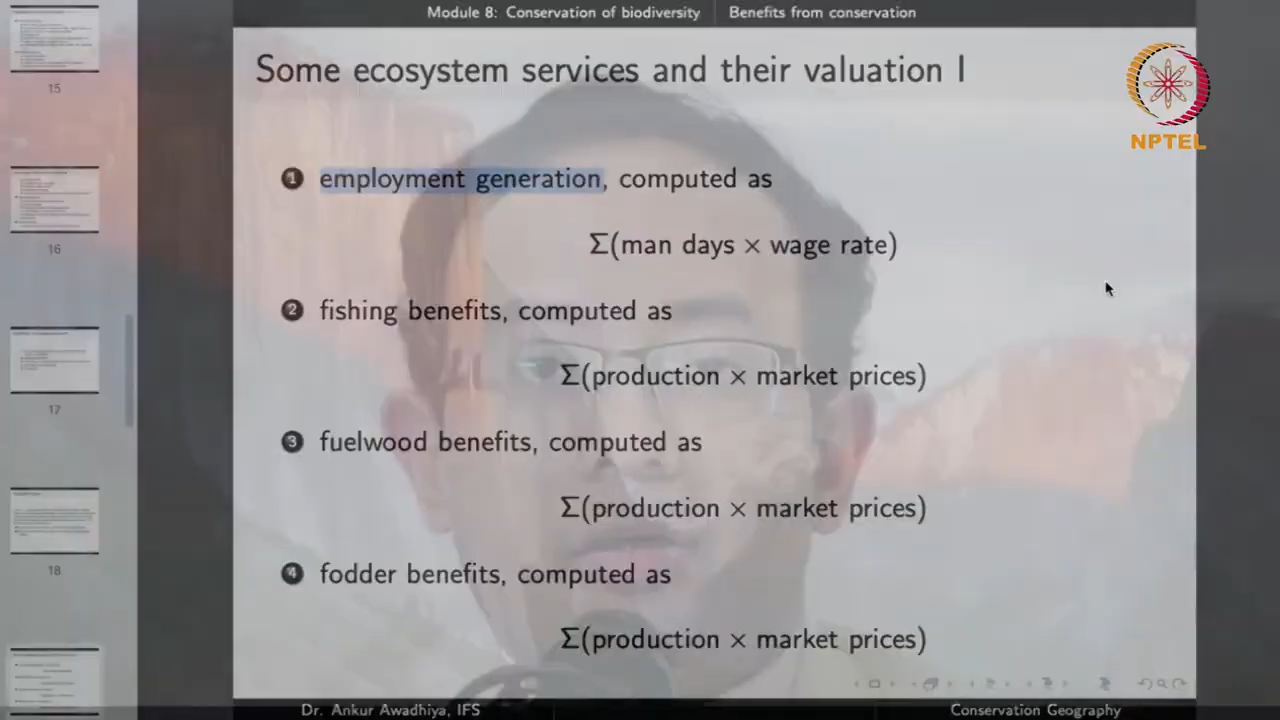 Module 8: Conservation of biodiversity Benefits from conservation
Some ecosystem services and their valuation I
NPTEL
1 employment generation, computed as
Σ(man days × wage rate)
2 fishing benefits, computed as
Σ(production × market prices)
3 fuelwood benefits, computed as
Σ(production × market prices)
4 fodder benefits, computed as
Σ(production × market prices)
15
16
17
18
Dr. Ankur Awadhiya, IFS Conservation Geography